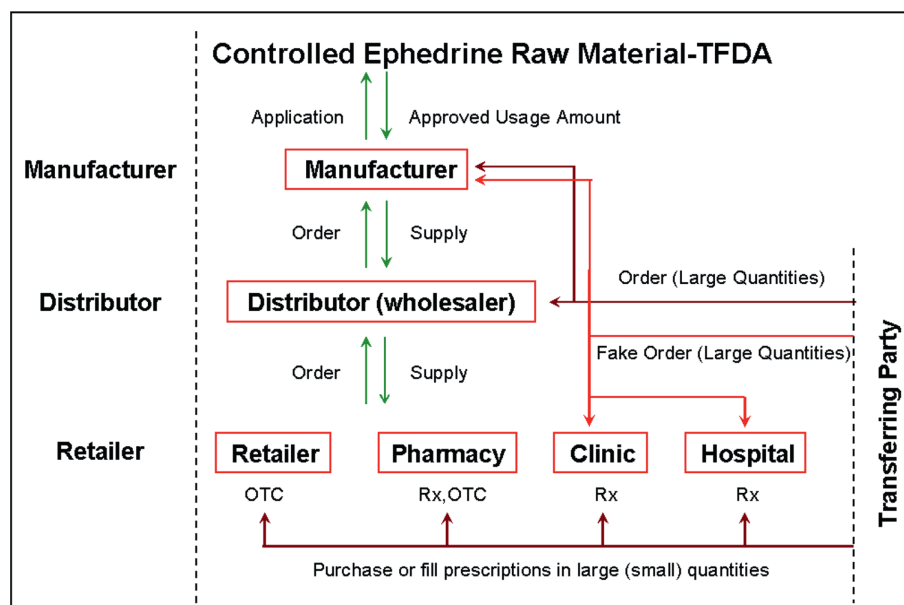 Controlled Ephedrine Raw Material-TFDA
Application
Approved Usage Amount
Manufacturer
Manufacturer
Order
Supply
Order (Large Quantities)
Distributor
Distributor (wholesaler)
Fake Order (Large Quantities)
Order
Supply
Transferring Party
Retailer
Retailer
Pharmacy
Clinic
Hospital
OTC
Rx,OTC
Rx
Rx
Purchase or fill prescriptions in large (small) quantities